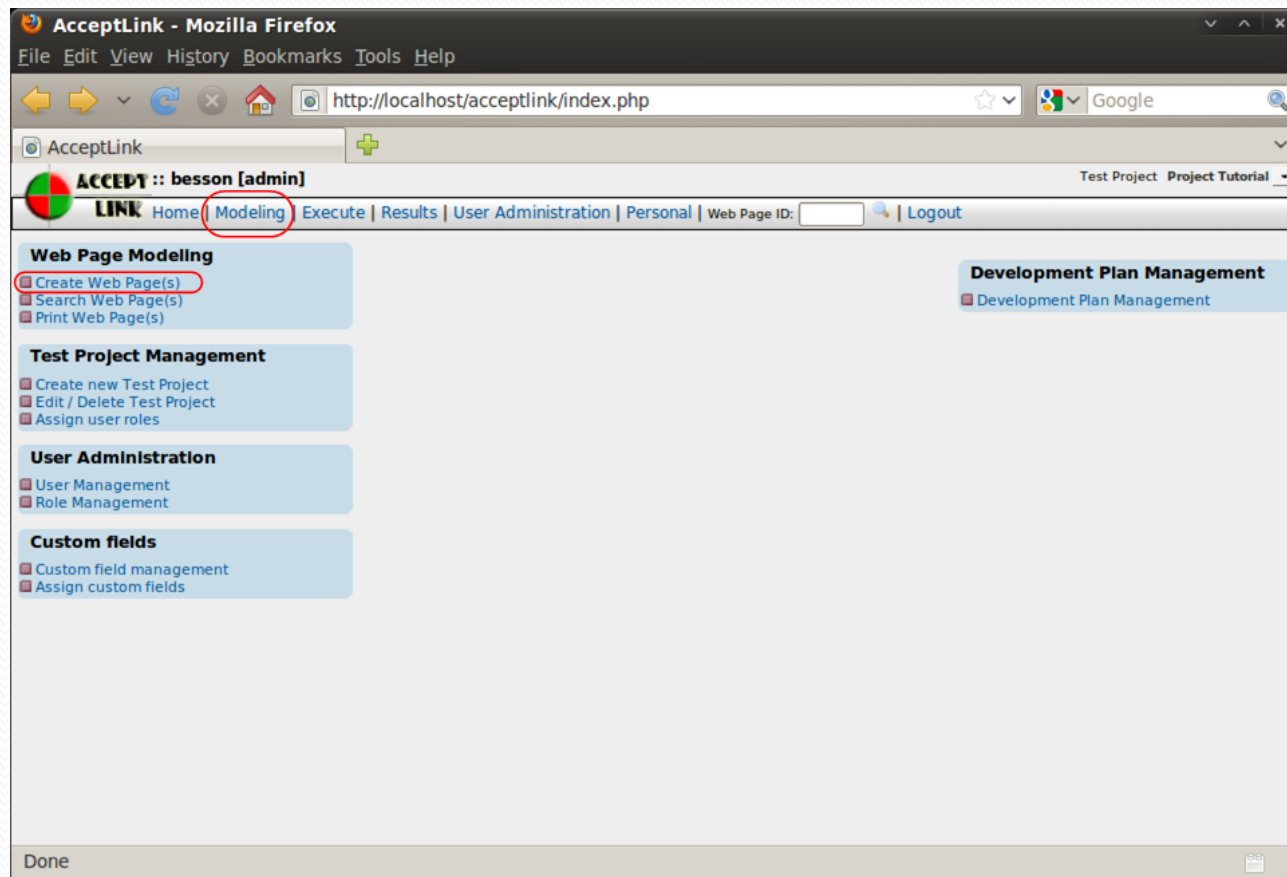 AcceptLink - Mozilla Firefox
File Edit View History Bookmarks Tools Help
http://localhost/acceptlink/index.php
Google
AcceptLink
ACCEPT LINK
:: besson [admin]
Test Project Project Tutorial
Home | Modeling | Execute | Results | User Administration | Personal | Web Page ID: | Logout
Web Page Modeling
Create Web Page(s)
Search Web Page(s)
Print Web Page(s)
Test Project Management
Create new Test Project
Edit / Delete Test Project
Assign user roles
User Administration
User Management
Role Management
Custom fields
Custom field management
Assign custom fields
Development Plan Management
Development Plan Management
Done